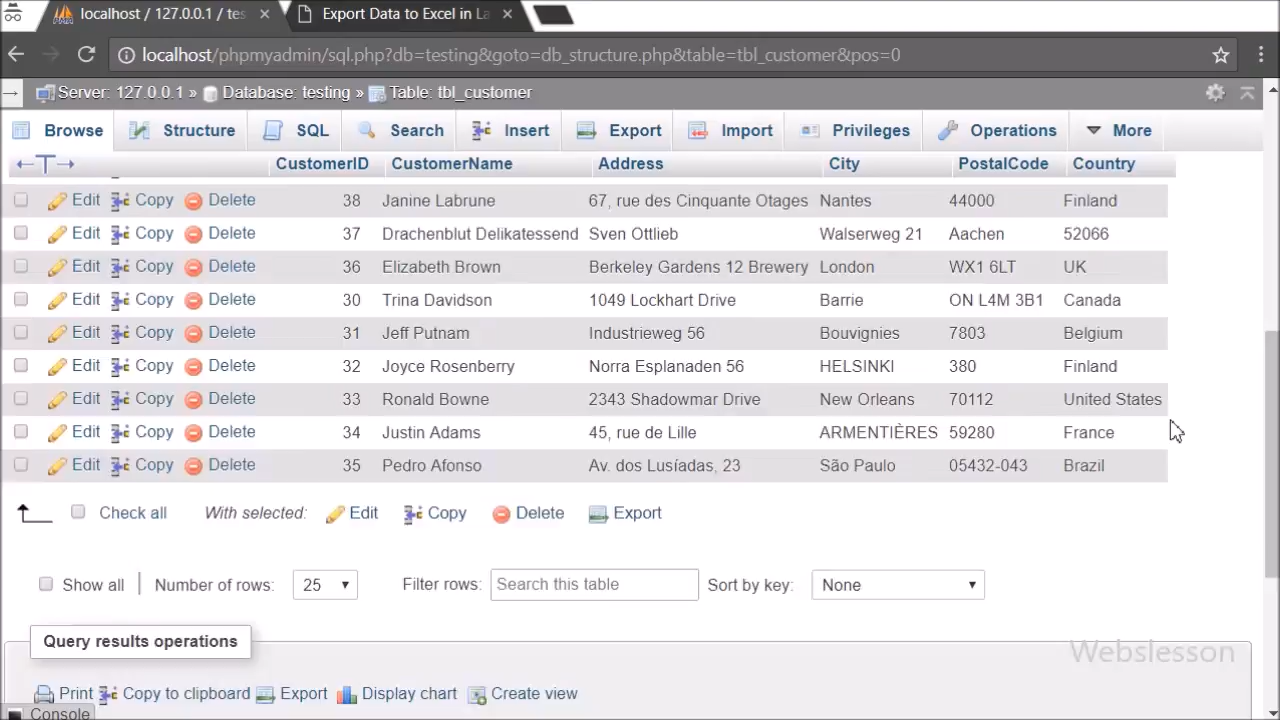 localhost / 127.0.0.1 / tes
Export Data to Excel in La
localhost/phpmyadmin/sql.php?db=testing&goto=db_structure.php&table=tbl_customer&pos=0
Server: 127.0.0.1 » Database: testing » Table: tbl_customer
Browse Structure SQL Search Insert Export Import Privileges Operations More
CustomerID CustomerName Address City PostalCode Country
Edit Copy Delete 38 Janine Labrune 67, rue des Cinquante Otages Nantes 44000 Finland
Edit Copy Delete 37 Drachenblut Delikatessend Sven Ottlieb Walserweg 21 Aachen 52066
Edit Copy Delete 36 Elizabeth Brown Berkeley Gardens 12 Brewery London WX1 6LT UK
Edit Copy Delete 30 Trina Davidson 1049 Lockhart Drive Barrie ON L4M 3B1 Canada
Edit Copy Delete 31 Jeff Putnam Industrieweg 56 Bouvignies 7803 Belgium
Edit Copy Delete 32 Joyce Rosenberry Norra Esplanaden 56 HELSINKI 380 Finland
Edit Copy Delete 33 Ronald Bowne 2343 Shadowmar Drive New Orleans 70112 United States
Edit Copy Delete 34 Justin Adams 45, rue de Lille ARMENTIÈRES 59280 France
Edit Copy Delete 35 Pedro Afonso Av. dos Lusíadas, 23 São Paulo 05432-043 Brazil
Check all With selected: Edit Copy Delete Export
Show all Number of rows: 25 Filter rows: Search this table Sort by key: None
Query results operations
Webslesson
Print Copy to clipboard Export Display chart Create view
Console